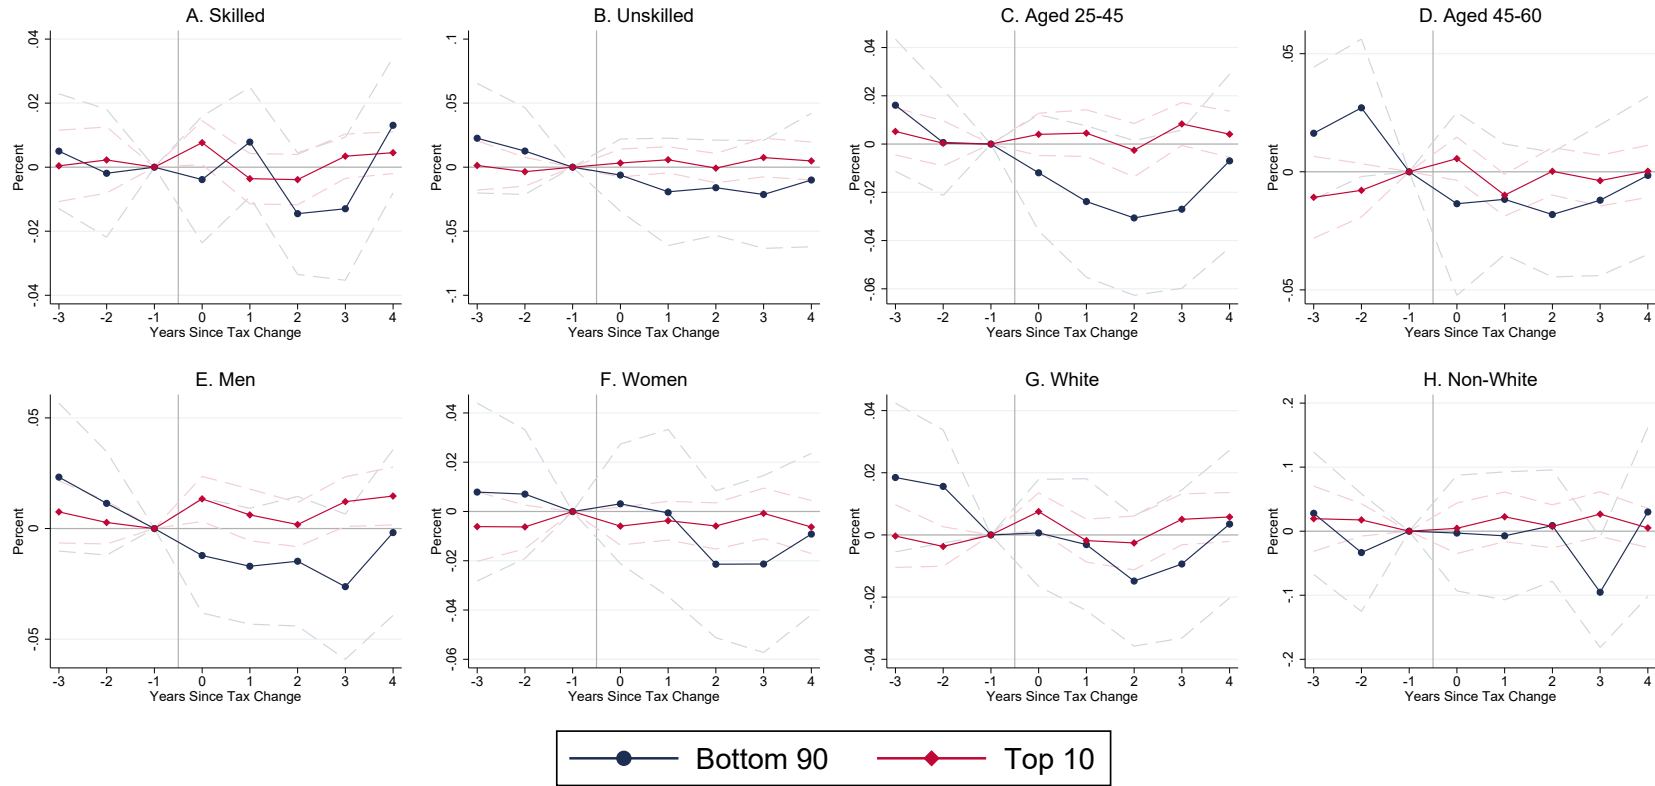 A. Skilled
.04
.02
0
-.02
-.04
Percent
-3 -2 -1 0 1 2 3 4
Years Since Tax Change
B. Unskilled
.1
.05
0
-.05
-.1
Percent
-3 -2 -1 0 1 2 3 4
Years Since Tax Change
C. Aged 25-45
.04
.02
0
-.02
-.04
-.06
Percent
-3 -2 -1 0 1 2 3 4
Years Since Tax Change
D. Aged 45-60
.05
0
-.05
Percent
-3 -2 -1 0 1 2 3 4
Years Since Tax Change
E. Men
.05
0
-.05
Percent
-3 -2 -1 0 1 2 3 4
Years Since Tax Change
F. Women
.04
.02
0
-.02
-.04
-.06
Percent
-3 -2 -1 0 1 2 3 4
Years Since Tax Change
G. White
.04
.02
0
-.02
-.04
Percent
-3 -2 -1 0 1 2 3 4
Years Since Tax Change
H. Non-White
.2
.1
0
-.1
-.2
Percent
-3 -2 -1 0 1 2 3 4
Years Since Tax Change
Bottom 90 Top 10